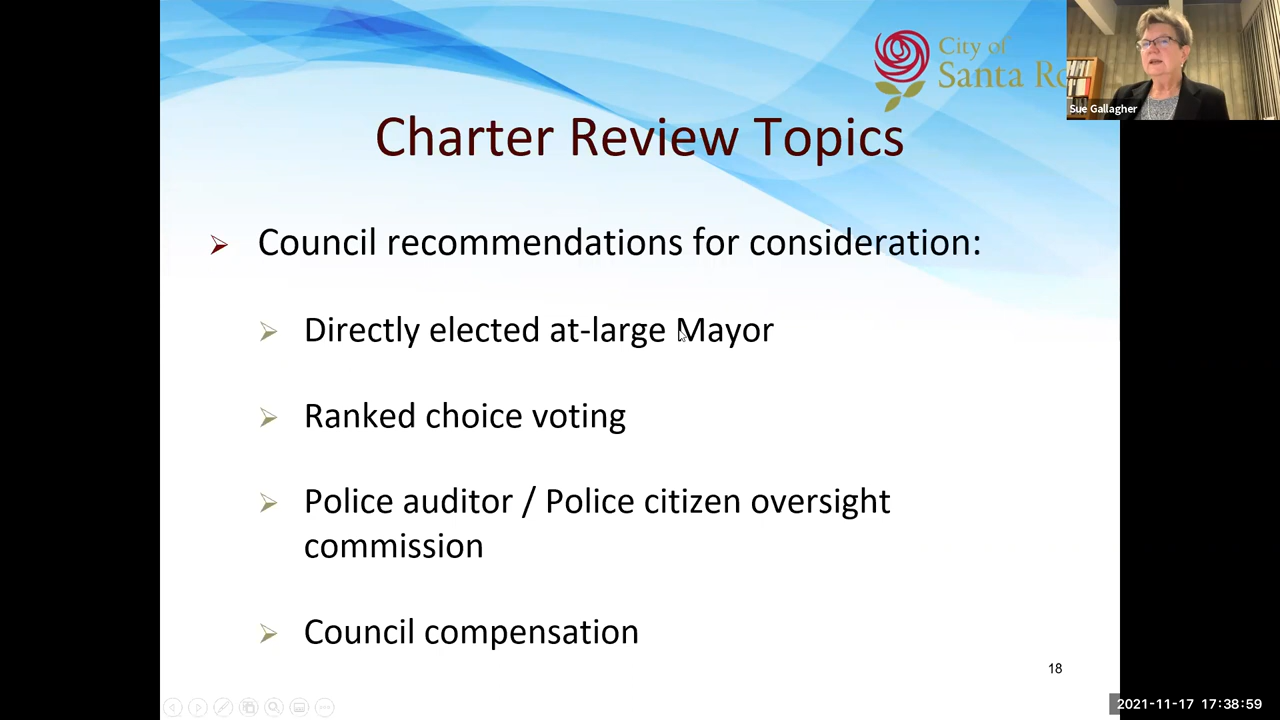 City of
Santa Ro
Sue Gallagher
Charter Review Topics
Council recommendations for consideration:
Directly elected at-large Mayor
Ranked choice voting
Police auditor / Police citizen oversight
commission
Council compensation
18
2021-11-17 17:38:59